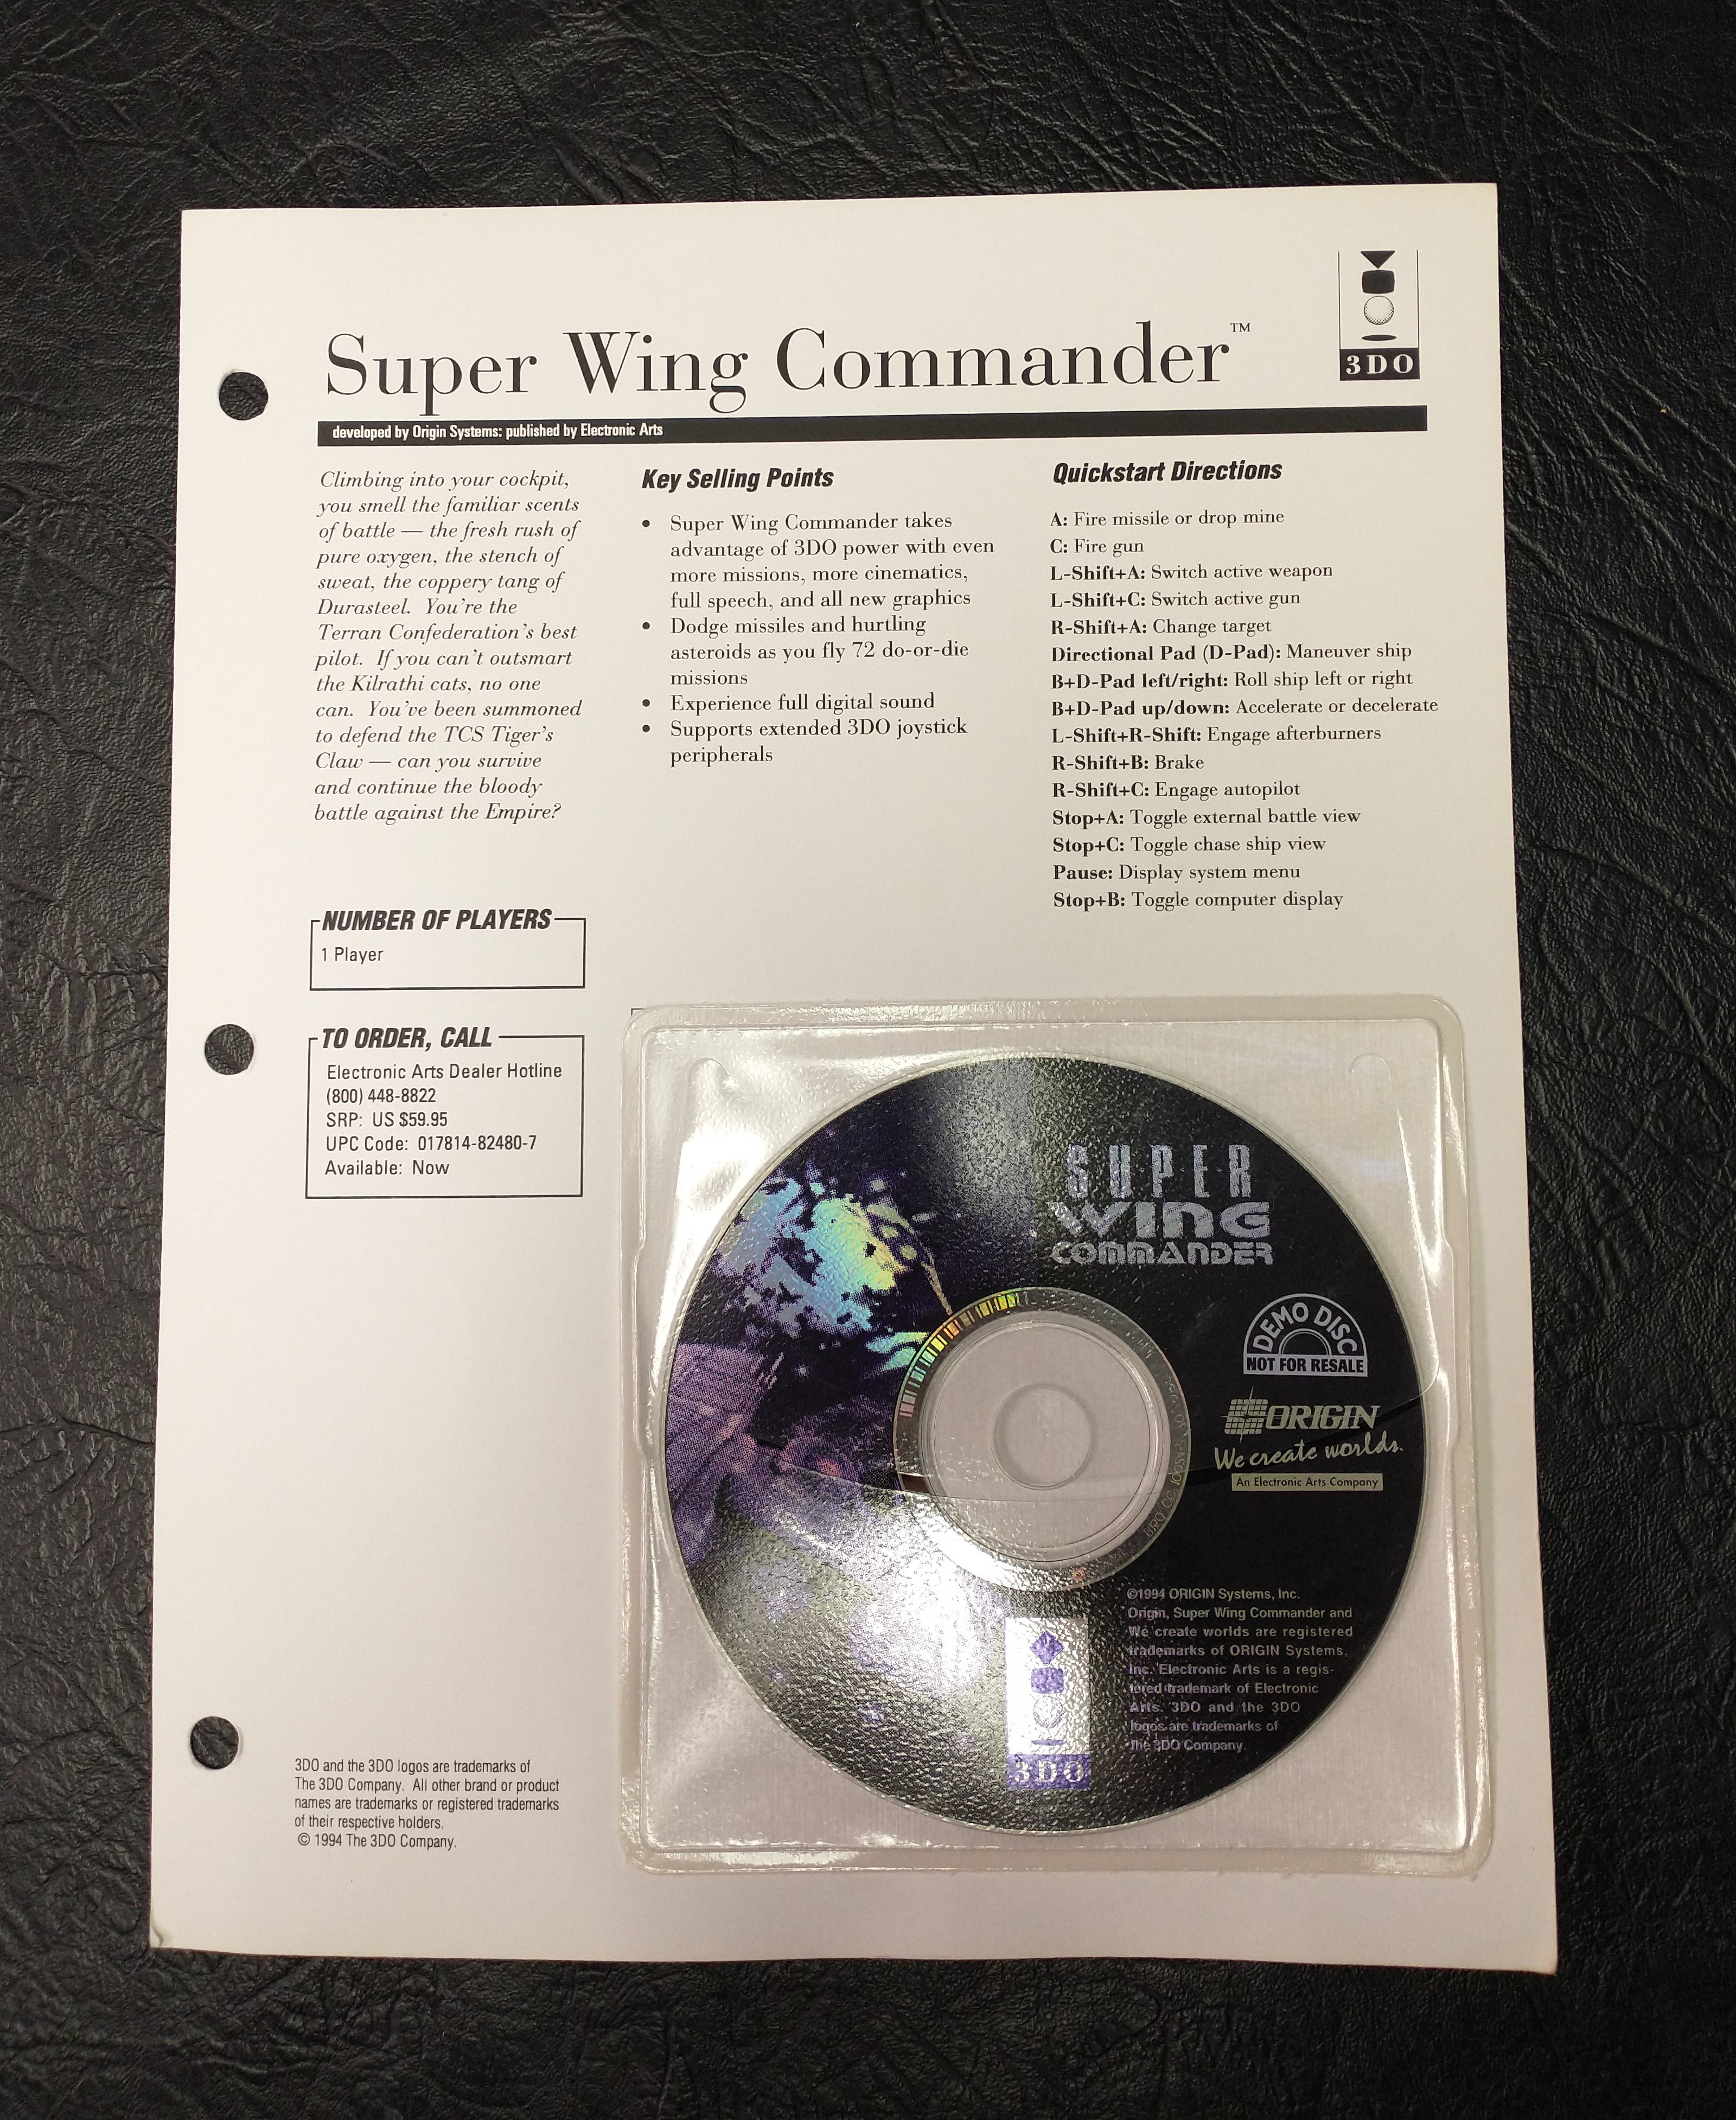 3DO
Super Wing Commander™
developed by Origin Systems: published by Electronic Arts
Climbing into your cockpit,
you smell the familiar scents
of battle — the fresh rush of
pure oxygen, the stench of
sweat, the coppery tang of
Durasteel. You're the
Terran Confederation's best
pilot. If you can't outsmart
the Kilrathi cats, no one
can. You've been summoned
to defend the TCS Tiger's
Claw — can you survive
and continue the bloody
battle against the Empire?
NUMBER OF PLAYERS
1 Player
TO ORDER, CALL
Electronic Arts Dealer Hotline
(800) 448-8822
SRP: US $59.95
UPC Code: 017814-82480-7
Available: Now
3DO and the 3DO logos are trademarks of
The 3DO Company. All other brand or product
names are trademarks or registered trademarks
of their respective holders.
© 1994 The 3DO Company.
Key Selling Points
• Super Wing Commander takes
advantage of 3DO power with even
more missions, more cinematics,
full speech, and all new graphics
• Dodge missiles and hurtling
asteroids as you fly 72 do-or-die
missions
• Experience full digital sound
• Supports extended 3DO joystick
peripherals
Quickstart Directions
A: Fire missile or drop mine
C: Fire gun
L-Shift+A: Switch active weapon
L-Shift+C: Switch active gun
R-Shift+A: Change target
Directional Pad (D-Pad): Maneuver ship
B+D-Pad left/right: Roll ship left or right
B+D-Pad up/down: Accelerate or decelerate
L-Shift+R-Shift: Engage afterburners
R-Shift+B: Brake
R-Shift+C: Engage autopilot
Stop+A: Toggle external battle view
Stop+C: Toggle chase ship view
Pause: Display system menu
Stop+B: Toggle computer display
SUPER
WING
COMMANDER
DEMO DISC
NOT FOR RESALE
ORIGIN
We create worlds.
An Electronic Arts Company
©1994 ORIGIN Systems, Inc.
Origin, Super Wing Commander and
We create worlds are registered
trademarks of ORIGIN Systems,
Inc. Electronic Arts is a regis-
tered trademark of Electronic
Arts. 3DO and the 3DO
logos are trademarks of
The 3DO Company.
3DO